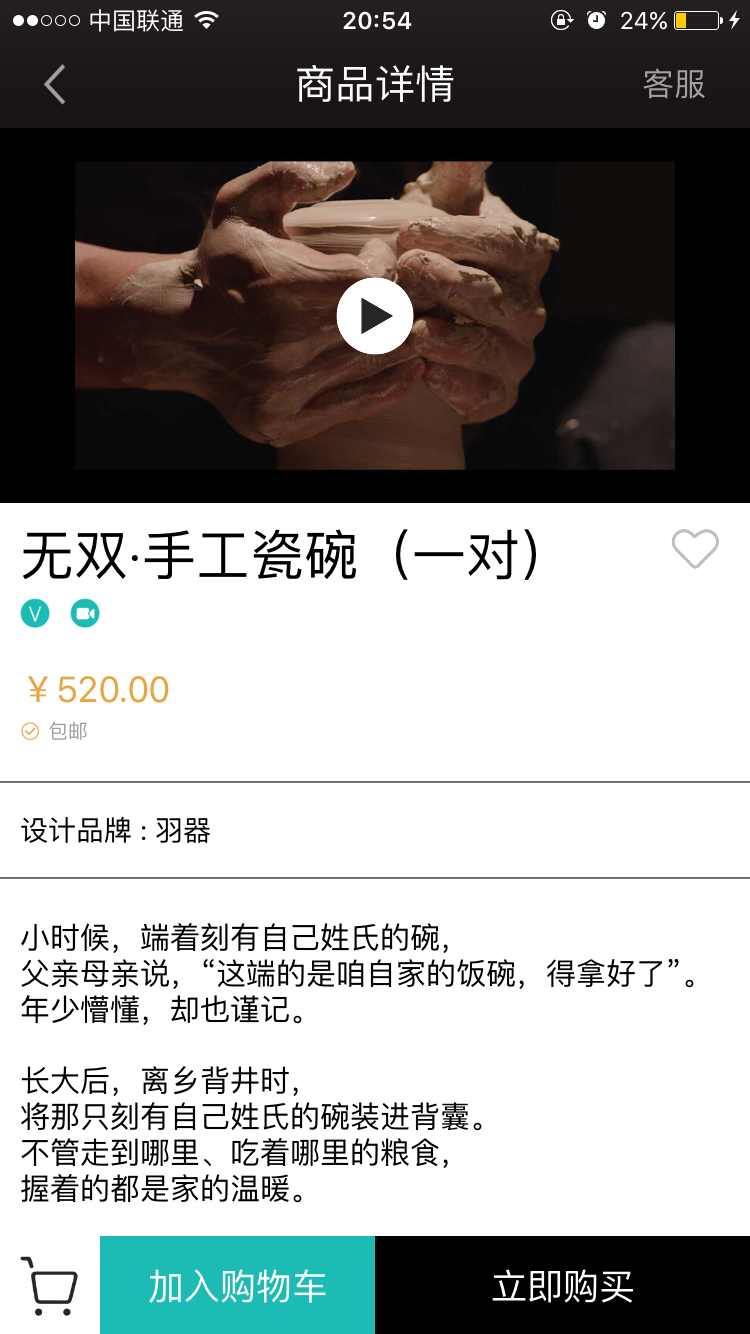 中国联通 20:54 24%
商品详情 客服
无双·手工瓷碗（一对）
V
￥520.00
包邮
设计品牌 : 羽器
小时候，端着刻有自己姓氏的碗，
父亲母亲说，“这端的是咱自家的饭碗，得拿好了”。
年少懵懂，却也谨记。
长大后，离乡背井时，
将那只刻有自己姓氏的碗装进背囊。
不管走到哪里、吃着哪里的粮食，
握着的都是家的温暖。
加入购物车 立即购买